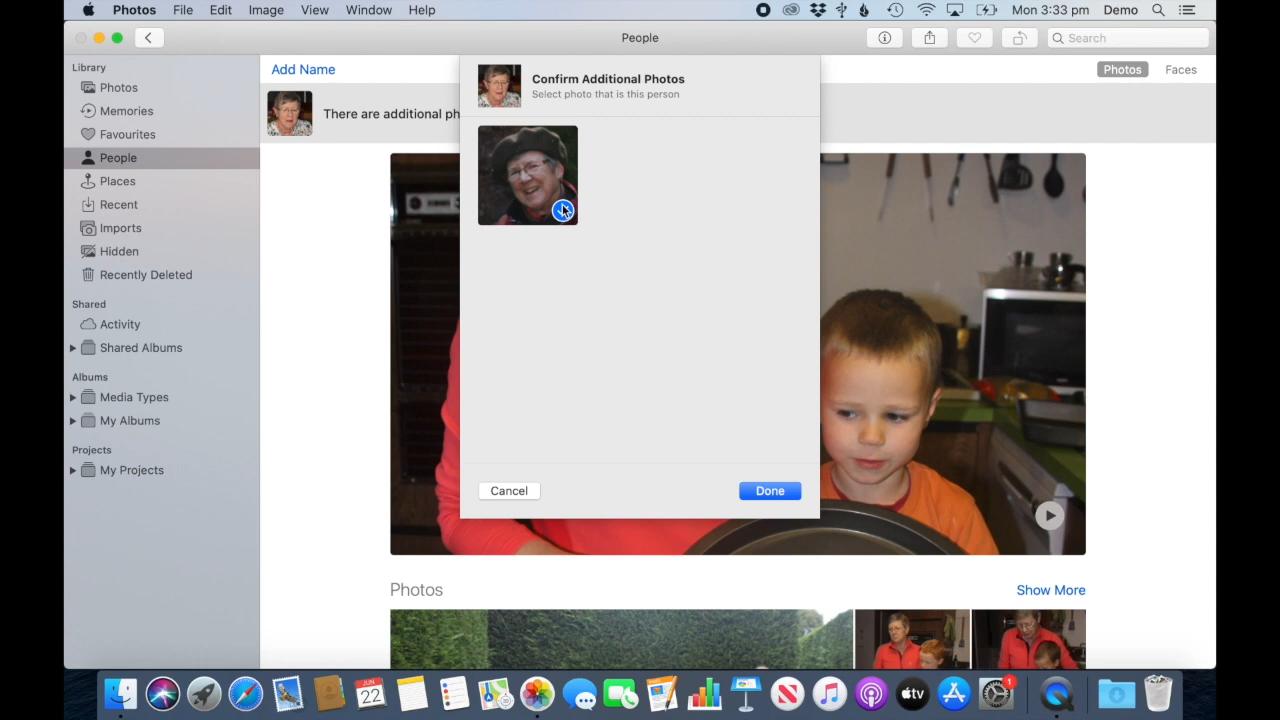 Photos File Edit Image View Window Help Mon 3:33 pm Demo
People Search
Library
Photos
Memories
Favourites
People
Places
Recent
Imports
Hidden
Recently Deleted
Shared
Activity
Shared Albums
Albums
Media Types
My Albums
Projects
My Projects
Add Name
Photos Faces
There are additional ph
Confirm Additional Photos
Select photo that is this person
Cancel Done
Photos Show More
JUN
22
tv
1